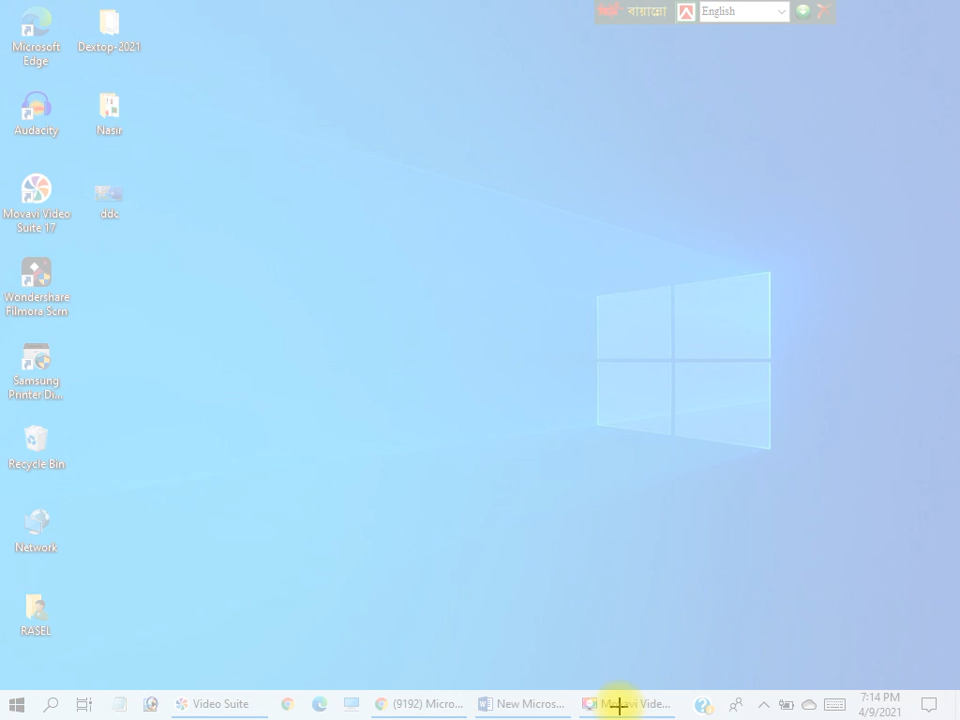 বায়ান্নো English
Microsoft
Edge
Dextop-2021
Audacity
Nasir
Movavi Video
Suite 17
ddc
Wondershare
Filmora Scrn
Samsung
Printer Di...
Recycle Bin
Network
RASEL
Video Suite
(9192) Micro...
New Micros...
Movavi Vide...
7:14 PM
4/9/2021